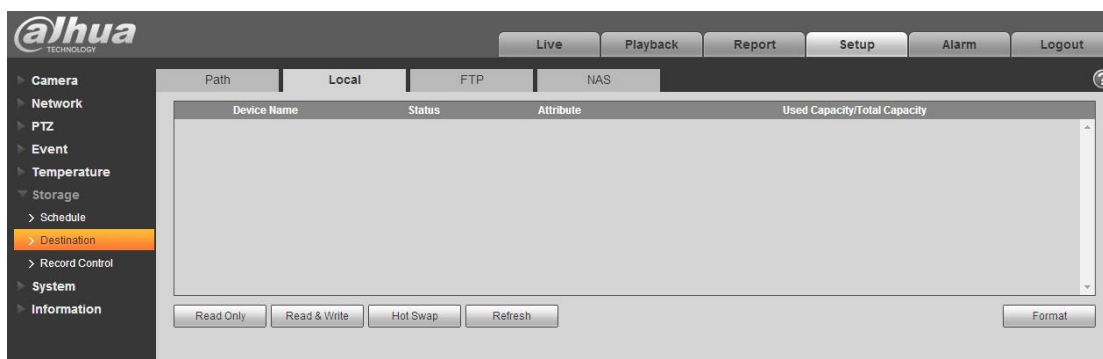 alhua
TECHNOLOGY
Live Playback Report Setup Alarm Logout
Camera
Network
PTZ
Event
Temperature
Storage
Schedule
Destination
Record Control
System
Information
Path Local FTP NAS
Device Name Status Attribute Used Capacity/Total Capacity
Read Only Read & Write Hot Swap Refresh Format